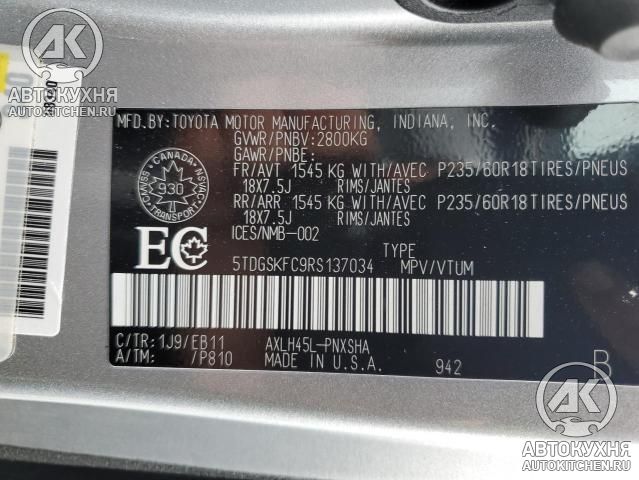 АК
АВТОКУХНЯ
AUTOKITCHEN.RU
MFD.BY:TOYOTA MOTOR MANUFACTURING, INDIANA, INC.
GVWR/PNBV:2800KG
GAWR/PNBE:
FR/AVT 1545 KG WITH/AVEC P235/60R18TIRES/PNEUS
18X7.5J RIMS/JANTES
RR/ARR 1545 KG WITH/AVEC P235/60R18TIRES/PNEUS
18X7.5J RIMS/JANTES
ICES/NMB-002
CANADA
NSVAC
930
TRANSPORT
CMVSS
EC
TYPE
5TDGSKFC9RS137034 MPV/VTUM
C/TR:1J9/EB11 AXLH45L-PNXSHA
A/TM: /P810 MADE IN U.S.A. 942 B
АК
АВТОКУХНЯ
AUTOKITCHEN.RU